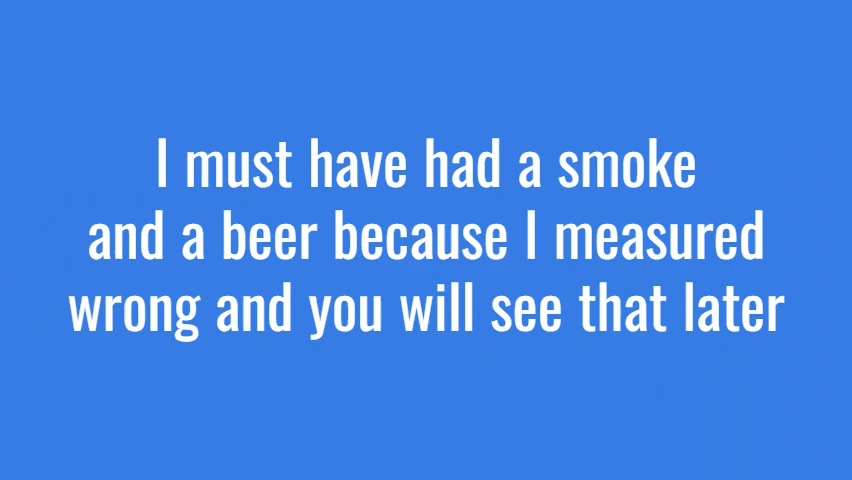 I must have had a smoke
and a beer because I measured
wrong and you will see that later